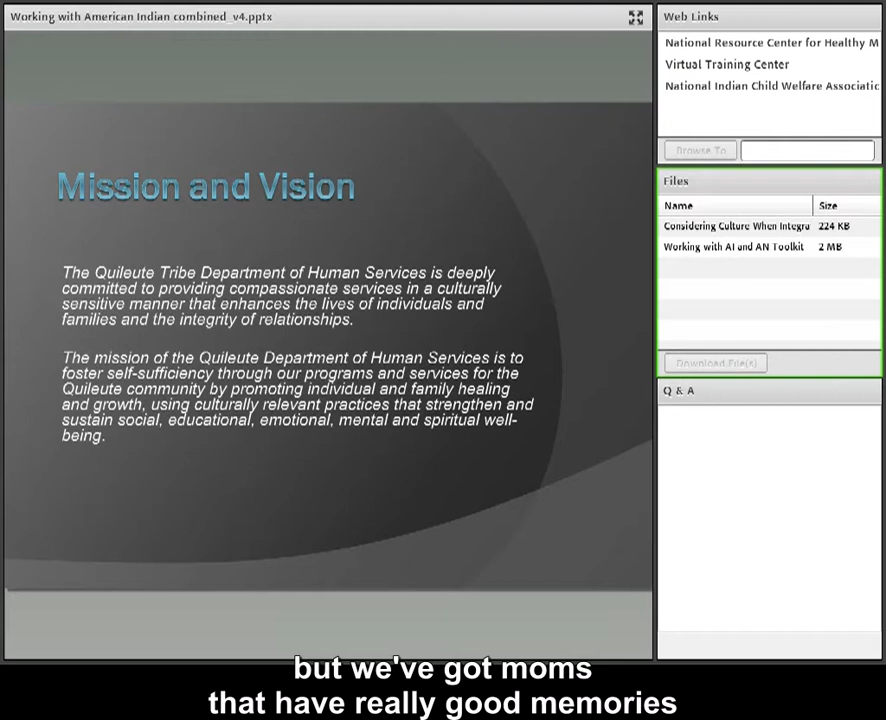 Working with American Indian combined_v4.pptx
Mission and Vision
The Quileute Tribe Department of Human Services is deeply
committed to providing compassionate services in a culturally
sensitive manner that enhances the lives of individuals and
families and the integrity of relationships.
The mission of the Quileute Department of Human Services is to
foster self-sufficiency through our programs and services for the
Quileute community by promoting individual and family healing
and growth, using culturally relevant practices that strengthen and
sustain social, educational, emotional, mental and spiritual well-
being.
Web Links
National Resource Center for Healthy M
Virtual Training Center
National Indian Child Welfare Associatic
Browse To
Files
Name Size
Considering Culture When Integra 224 KB
Working with AI and AN Toolkit 2 MB
Download File(s)
Q & A
but we've got moms
that have really good memories